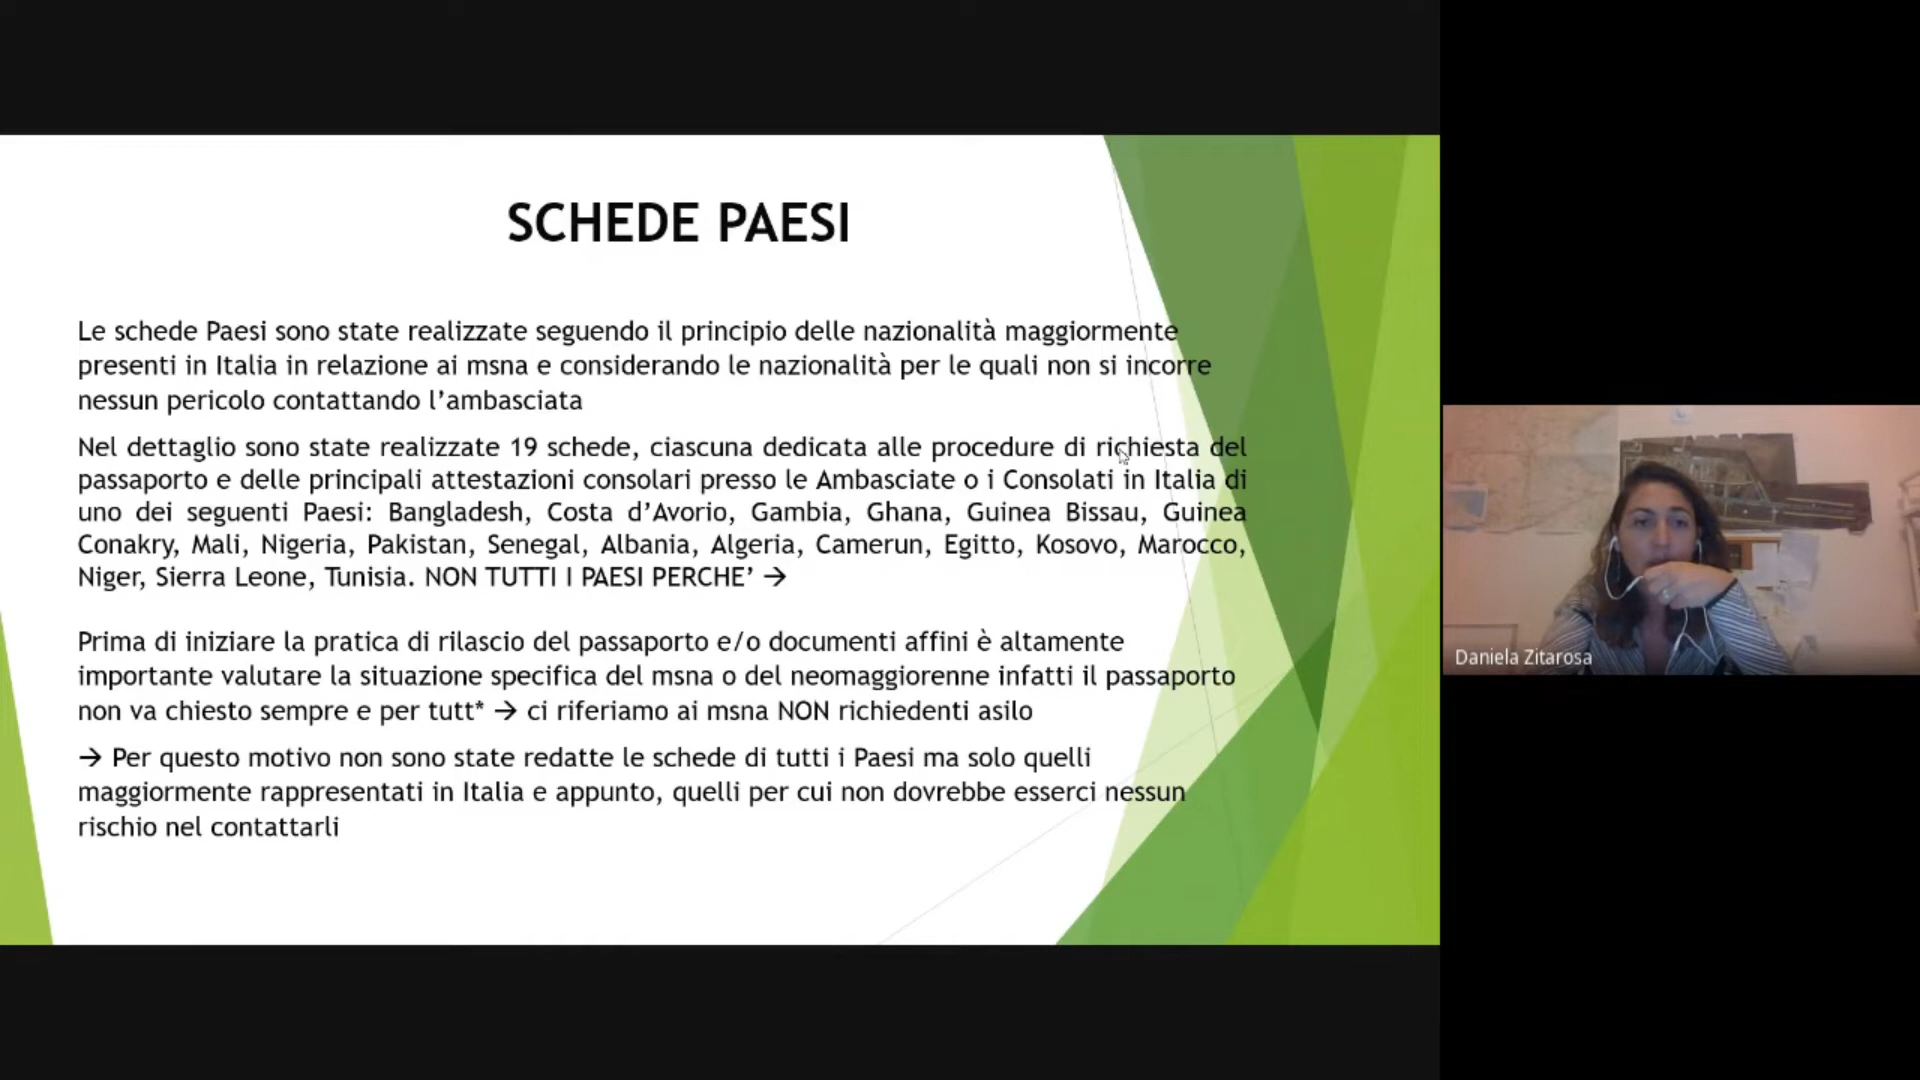 SCHEDE PAESI
Le schede Paesi sono state realizzate seguendo il principio delle nazionalità maggiormente
presenti in Italia in relazione ai msna e considerando le nazionalità per le quali non si incorre
nessun pericolo contattando l’ambasciata
Nel dettaglio sono state realizzate 19 schede, ciascuna dedicata alle procedure di richiesta del
passaporto e delle principali attestazioni consolari presso le Ambasciate o i Consolati in Italia di
uno dei seguenti Paesi: Bangladesh, Costa d’Avorio, Gambia, Ghana, Guinea Bissau, Guinea
Conakry, Mali, Nigeria, Pakistan, Senegal, Albania, Algeria, Camerun, Egitto, Kosovo, Marocco,
Niger, Sierra Leone, Tunisia. NON TUTTI I PAESI PERCHE’ →
Prima di iniziare la pratica di rilascio del passaporto e/o documenti affini è altamente
importante valutare la situazione specifica del msna o del neomaggiorenne infatti il passaporto
non va chiesto sempre e per tutt* → ci riferiamo ai msna NON richiedenti asilo
→ Per questo motivo non sono state redatte le schede di tutti i Paesi ma solo quelli
maggiormente rappresentati in Italia e appunto, quelli per cui non dovrebbe esserci nessun
rischio nel contattarli
Daniela Zitarosa